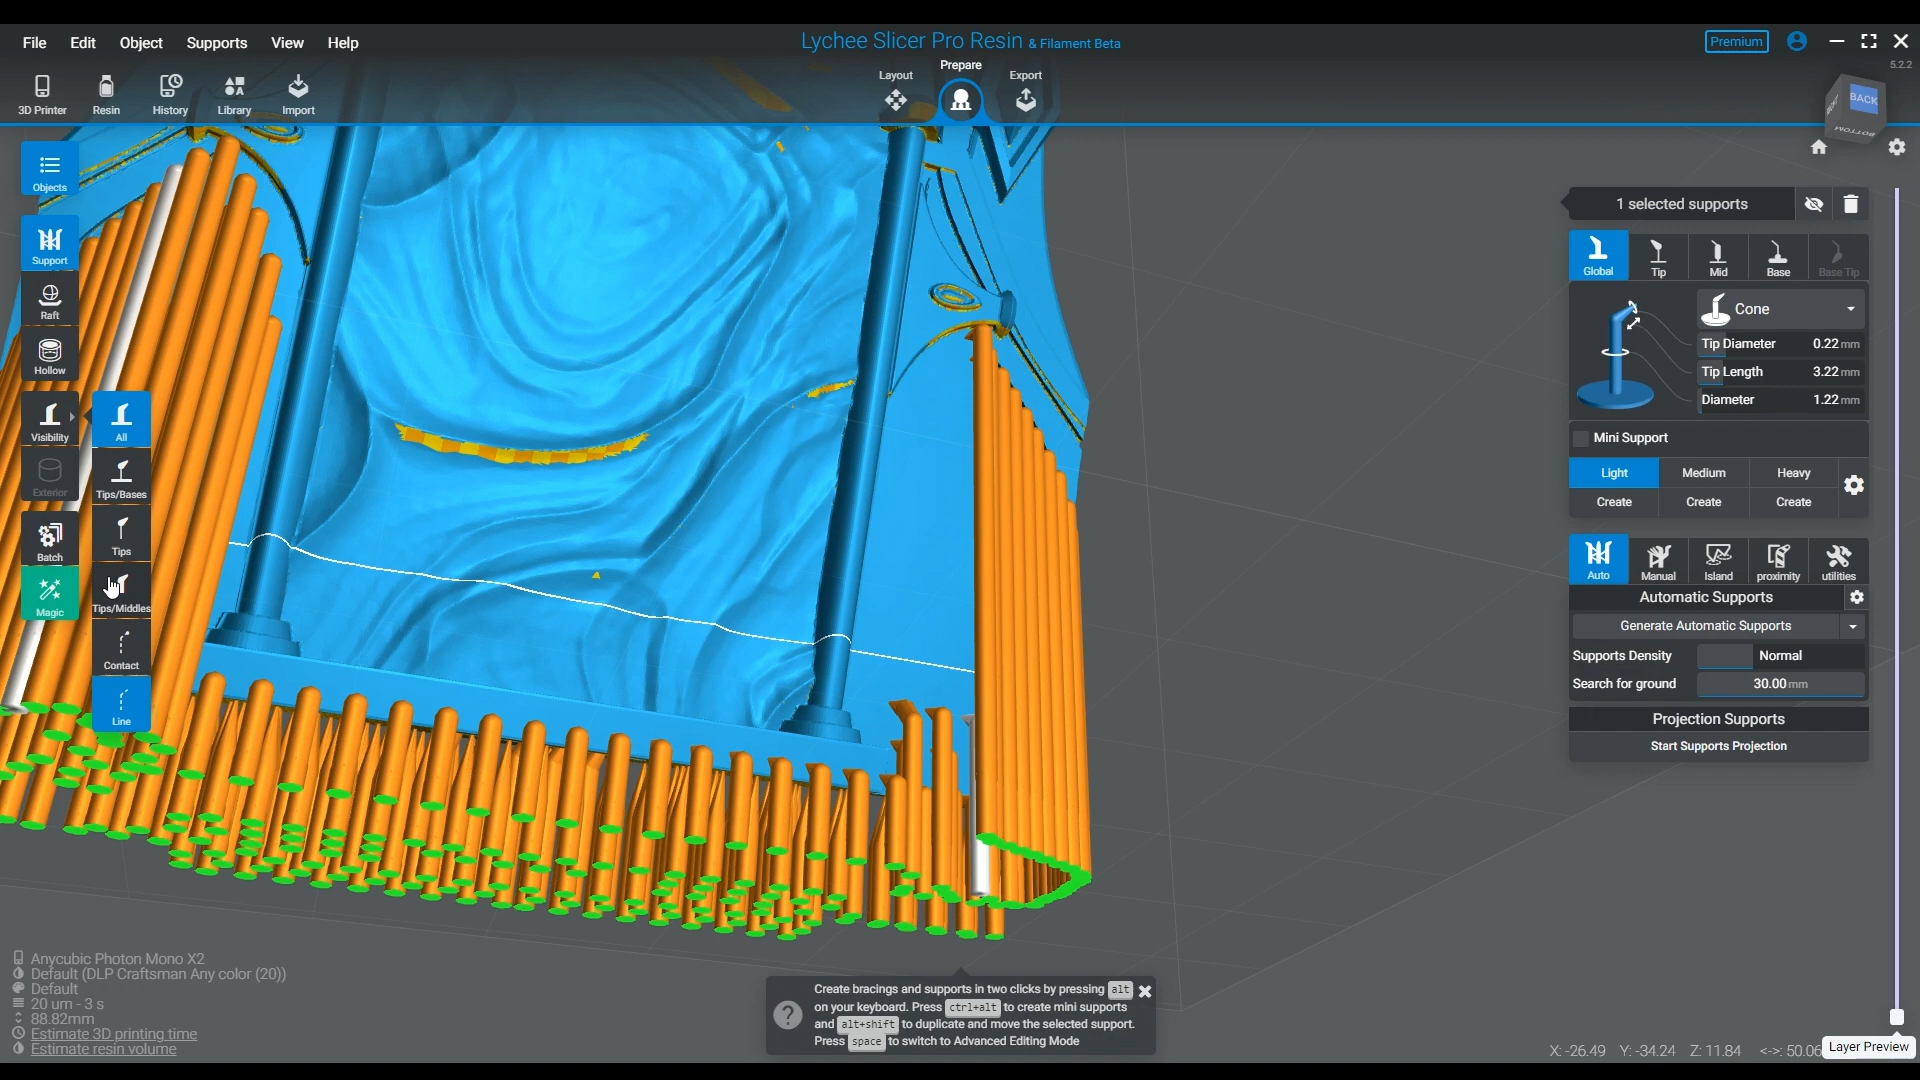 File Edit Object Supports View Help
Lychee Slicer Pro Resin & Filament Beta
Premium
5.2.2
3D Printer Resin History Library Import
Layout Prepare Export
BACK
BOTTOM
Objects
Support
Raft
Hollow
Visibility
Exterior
Batch
Magic
All
Tips/Bases
Tips
Tips/Middles
Contact
Line
1 selected supports
Global Tip Mid Base Base Tip
Cone
Tip Diameter 0.22 mm
Tip Length 3.22 mm
Diameter 1.22 mm
Mini Support
Light Medium Heavy
Create Create Create
Auto Manual Island proximity utilities
Automatic Supports
Generate Automatic Supports
Supports Density Normal
Search for ground 30.00 mm
Projection Supports
Start Supports Projection
Anycubic Photon Mono X2
Default (DLP Craftsman Any color (20))
Default
20 um - 3 s
88.82mm
Estimate 3D printing time
Estimate resin volume
Create bracings and supports in two clicks by pressing alt
on your keyboard. Press ctrl+alt to create mini supports
and alt+shift to duplicate and move the selected support.
Press space to switch to Advanced Editing Mode
X: -26.49 Y: -34.24 Z: 11.84 <->: 50.06
Layer Preview